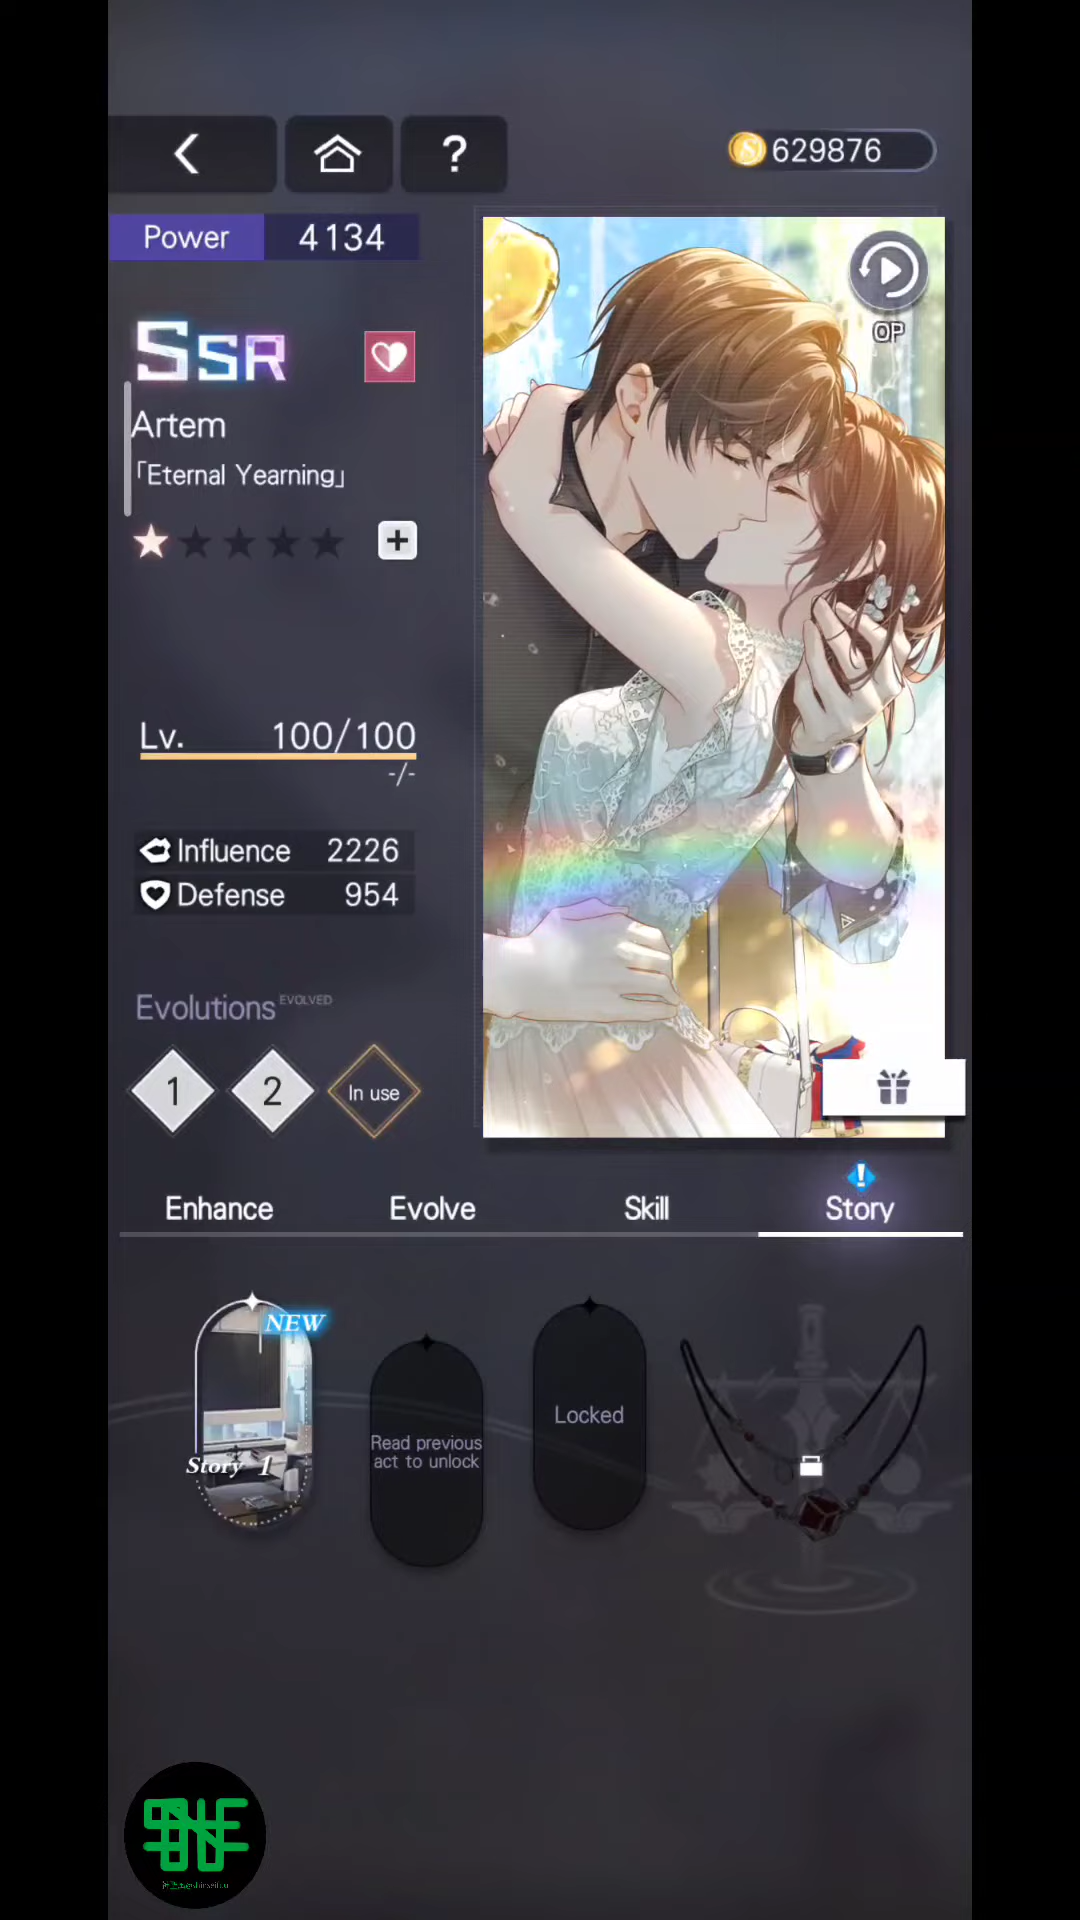 ?
629876
Power 4134
OP
SSR
Artem
「Eternal Yearning」
+
Lv. 100/100
-/-
Influence 2226
Defense 954
Evolutions EVOLVED
1 2 In use
Enhance Evolve Skill Story
NEW
Story 1
Read previous
act to unlock
Locked